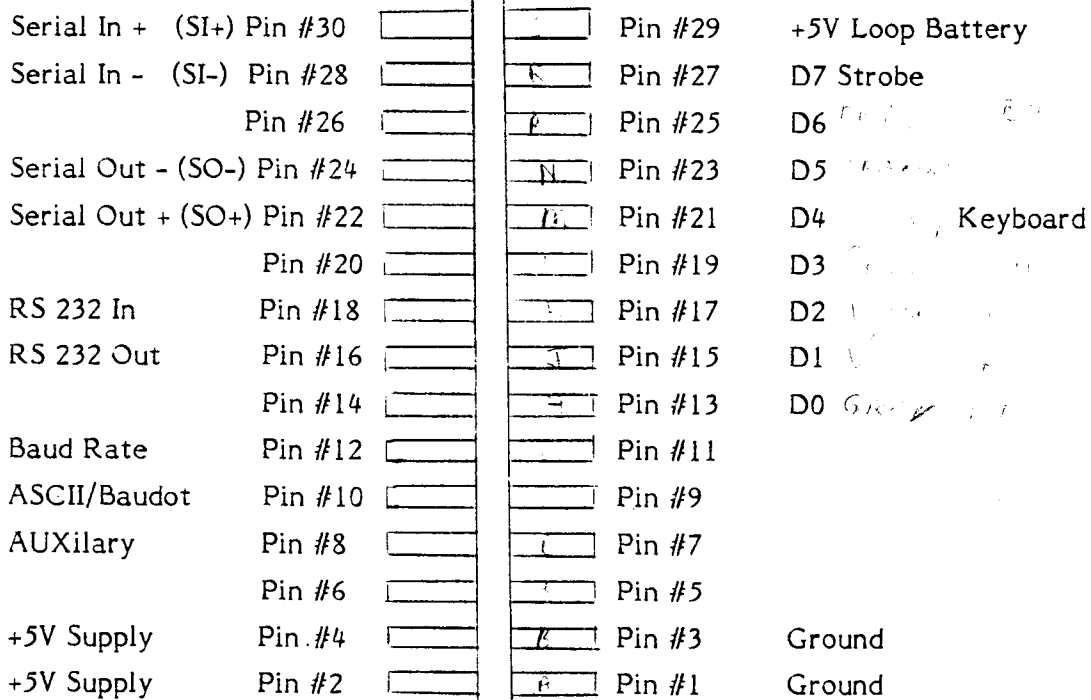 Serial In + (SI+) Pin #30 Pin #29 +5V Loop Battery
Serial In - (SI-) Pin #28 R Pin #27 D7 Strobe
Pin #26 P Pin #25 D6
Serial Out - (SO-) Pin #24 N Pin #23 D5
Serial Out + (SO+) Pin #22 M Pin #21 D4 Keyboard
Pin #20 Pin #19 D3
RS 232 In Pin #18 Pin #17 D2
RS 232 Out Pin #16 J Pin #15 D1
Pin #14 H Pin #13 D0
Baud Rate Pin #12 Pin #11
ASCII/Baudot Pin #10 Pin #9
AUXilary Pin #8 Pin #7
Pin #6 Pin #5
+5V Supply Pin #4 B Pin #3 Ground
+5V Supply Pin #2 A Pin #1 Ground